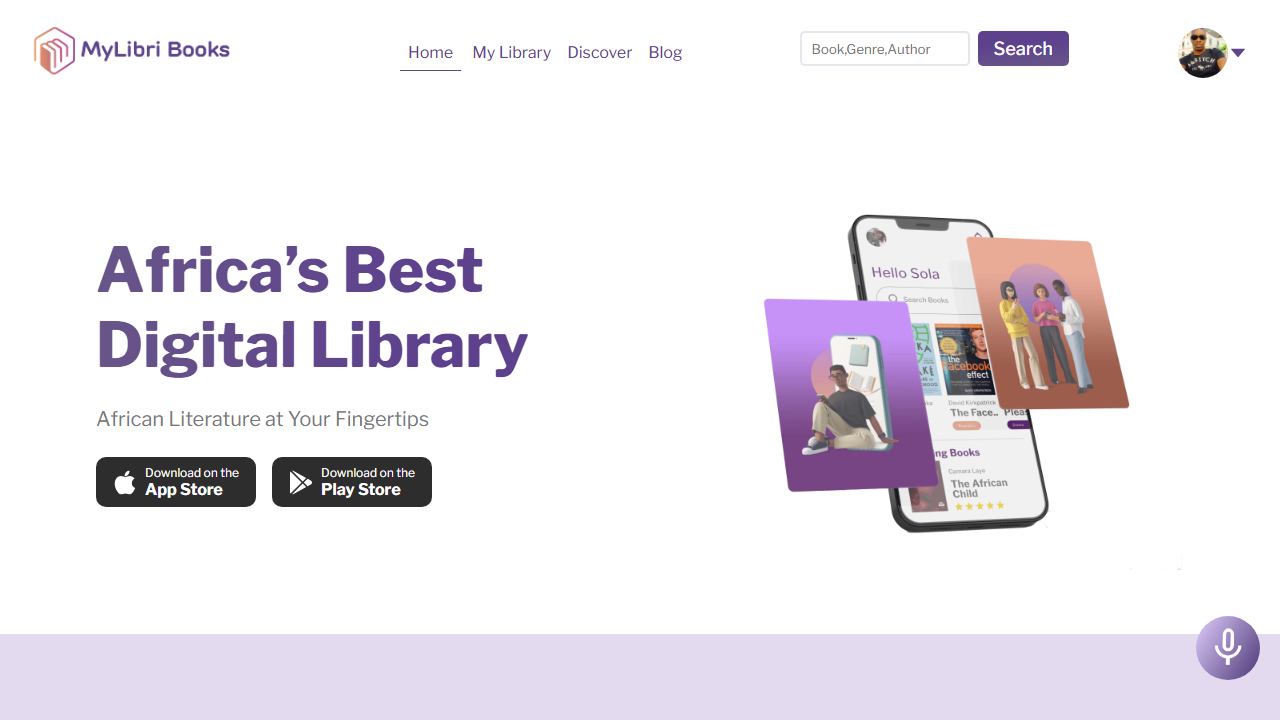 MyLibri Books
Home
My Library
Discover
Blog
Book,Genre,Author
Search
Africa’s Best
Digital Library
African Literature at Your Fingertips
Download on the
App Store
Download on the
Play Store
Hello Sola
Search Books
the
facebook
effect
David Kirkpatrick
The Face..
Pleas
ng Books
Camara Laye
The African
Child